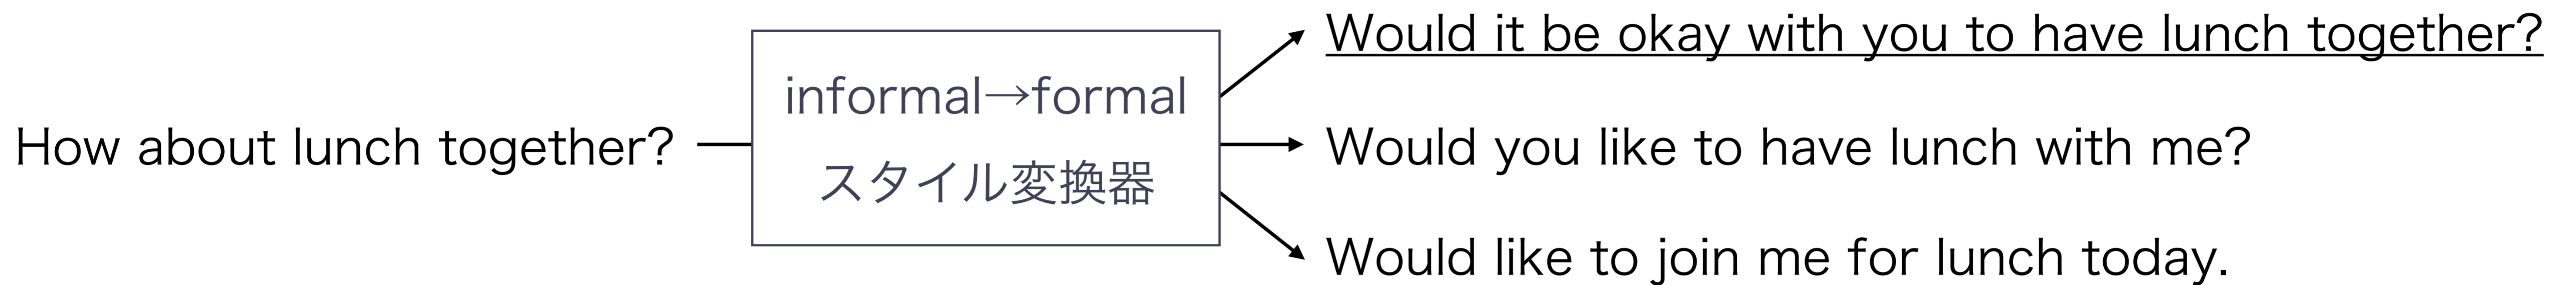 How about lunch together?
informal→formal
スタイル変換器
Would it be okay with you to have lunch together?
Would you like to have lunch with me?
Would like to join me for lunch today.